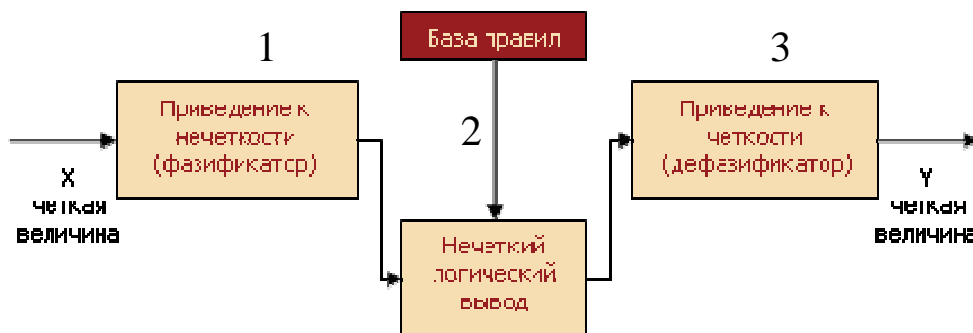 1
База правил
3
Приведение к
нечеткости
(фазификатор)
2
Приведение к
четкости
(дефазификатор)
X
четкая
величина
Y
четкая
величина
Нечеткий
логический
вывод